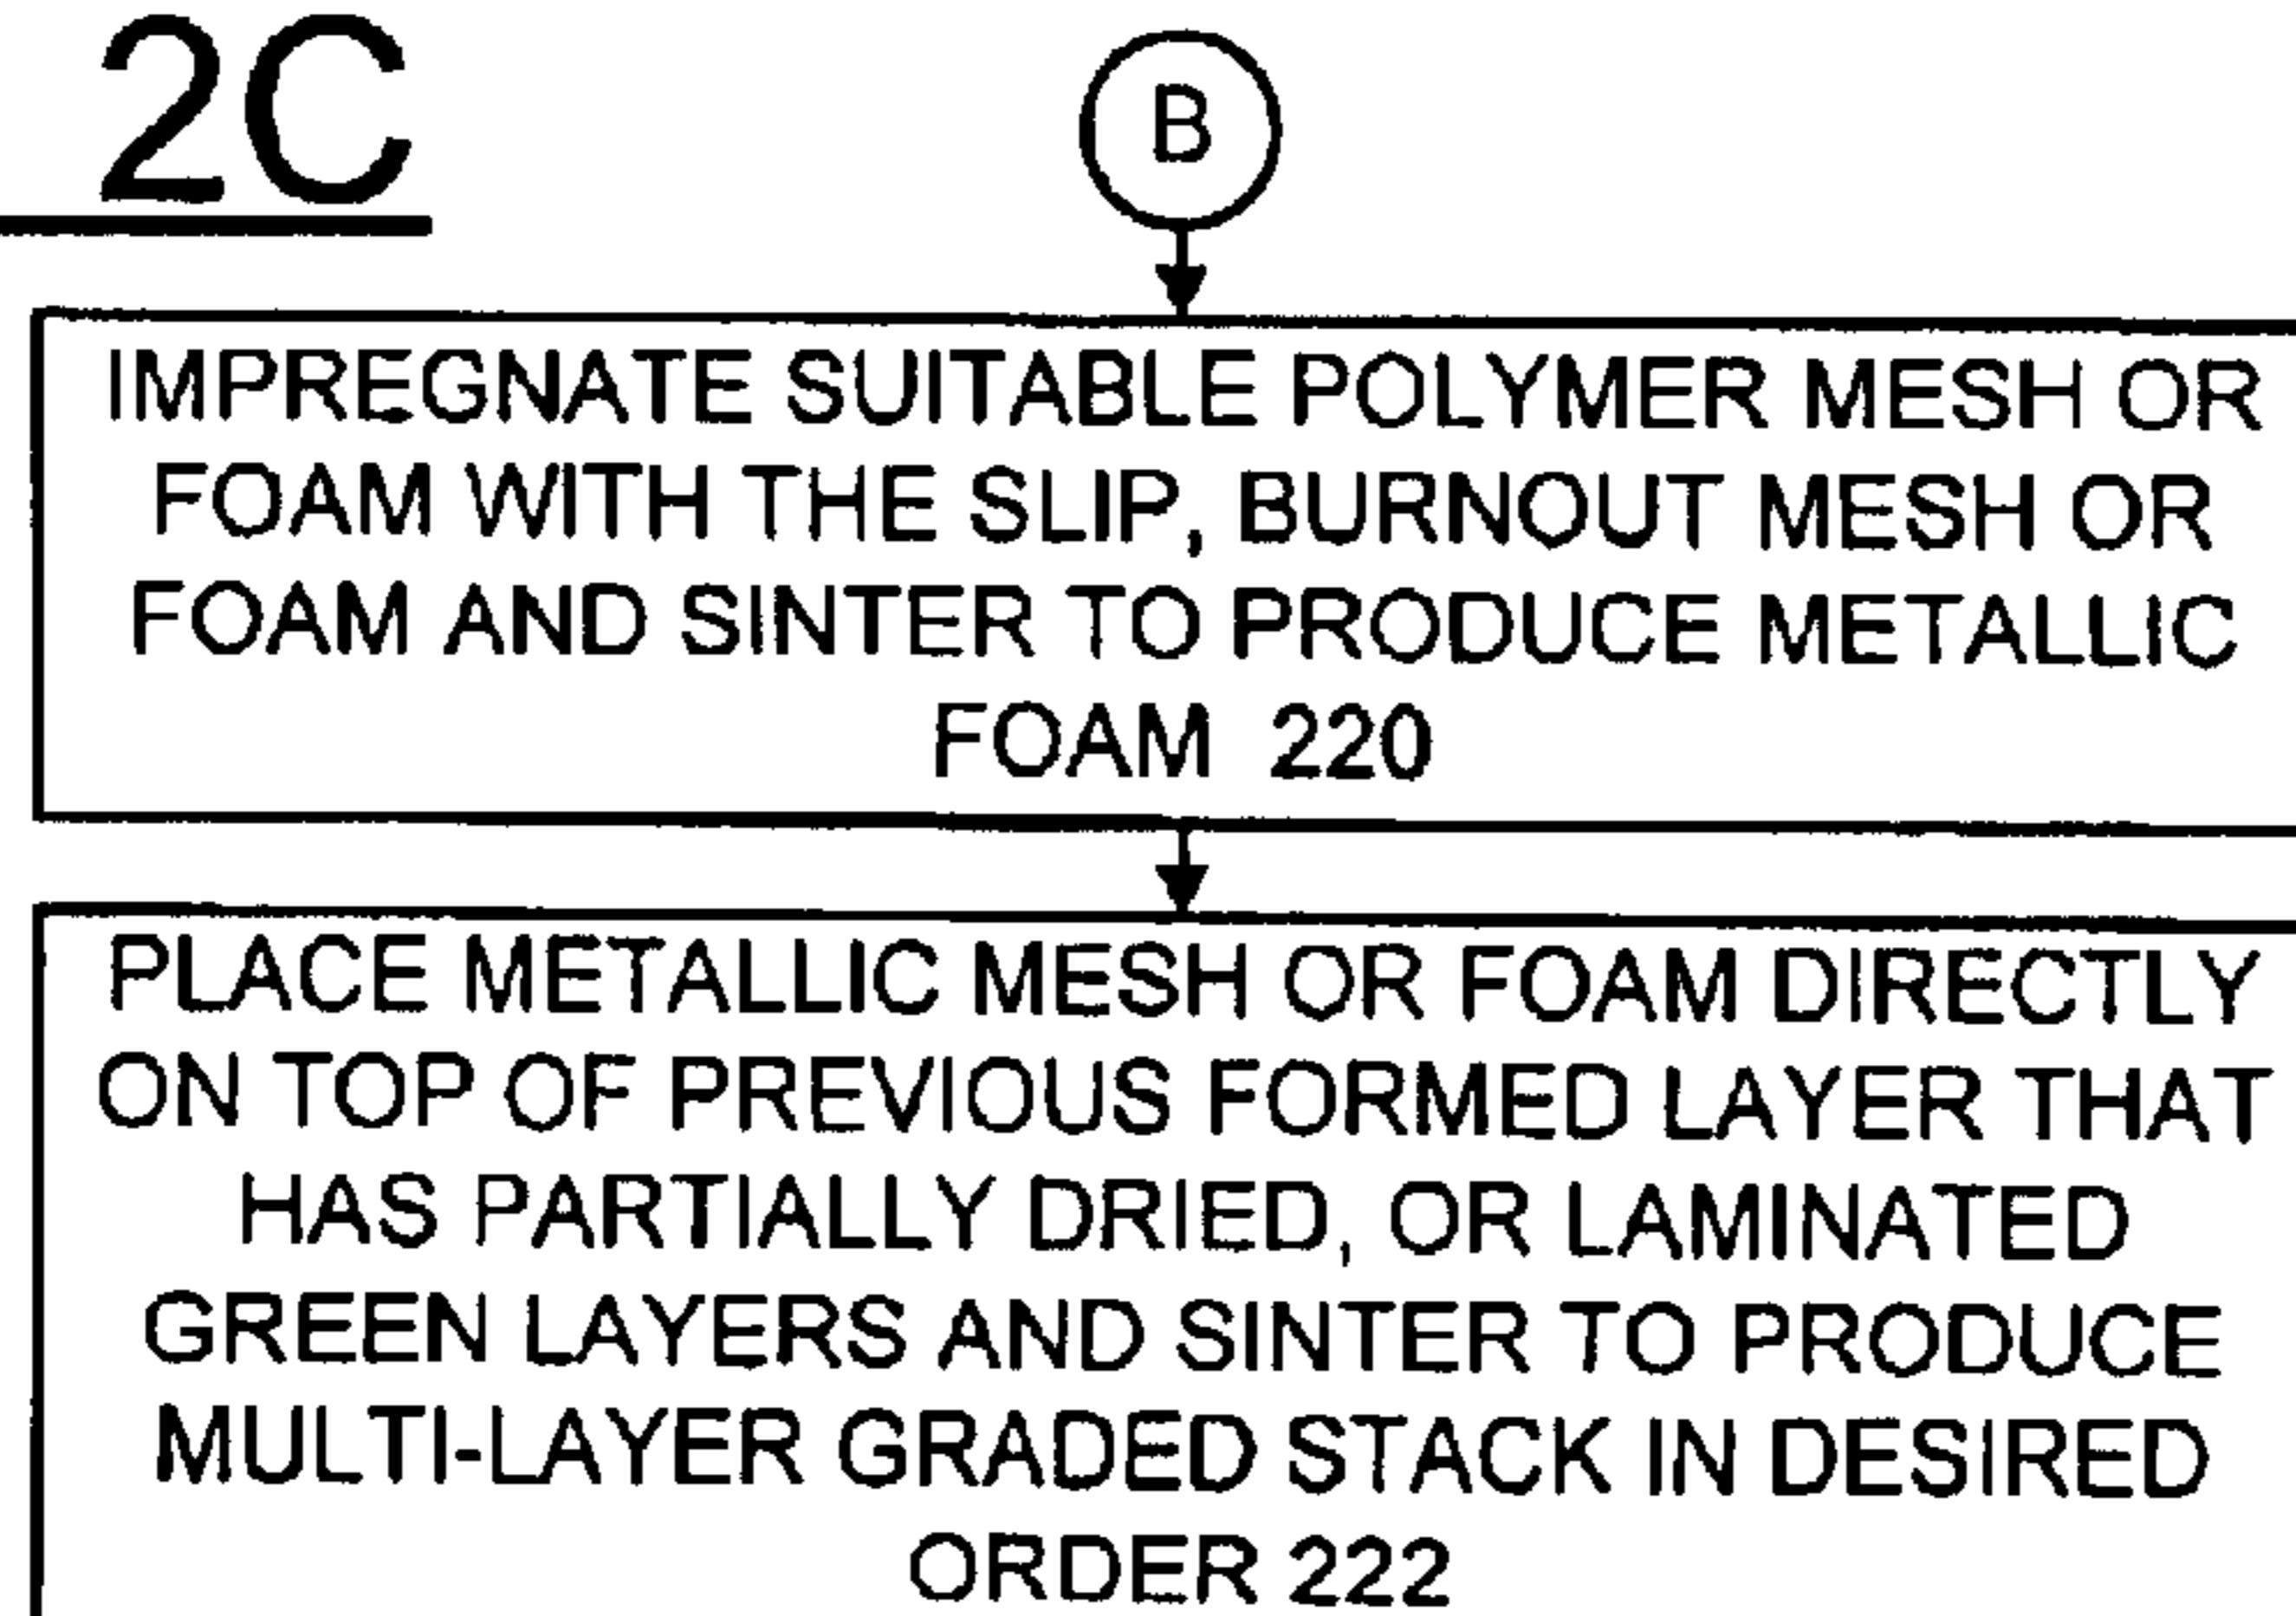 2C
B
IMPREGNATE SUITABLE POLYMER MESH OR
FOAM WITH THE SLIP, BURNOUT MESH OR
FOAM AND SINTER TO PRODUCE METALLIC
FOAM 220
PLACE METALLIC MESH OR FOAM DIRECTLY
ON TOP OF PREVIOUS FORMED LAYER THAT
HAS PARTIALLY DRIED, OR LAMINATED
GREEN LAYERS AND SINTER TO PRODUCE
MULTI-LAYER GRADED STACK IN DESIRED
ORDER 222